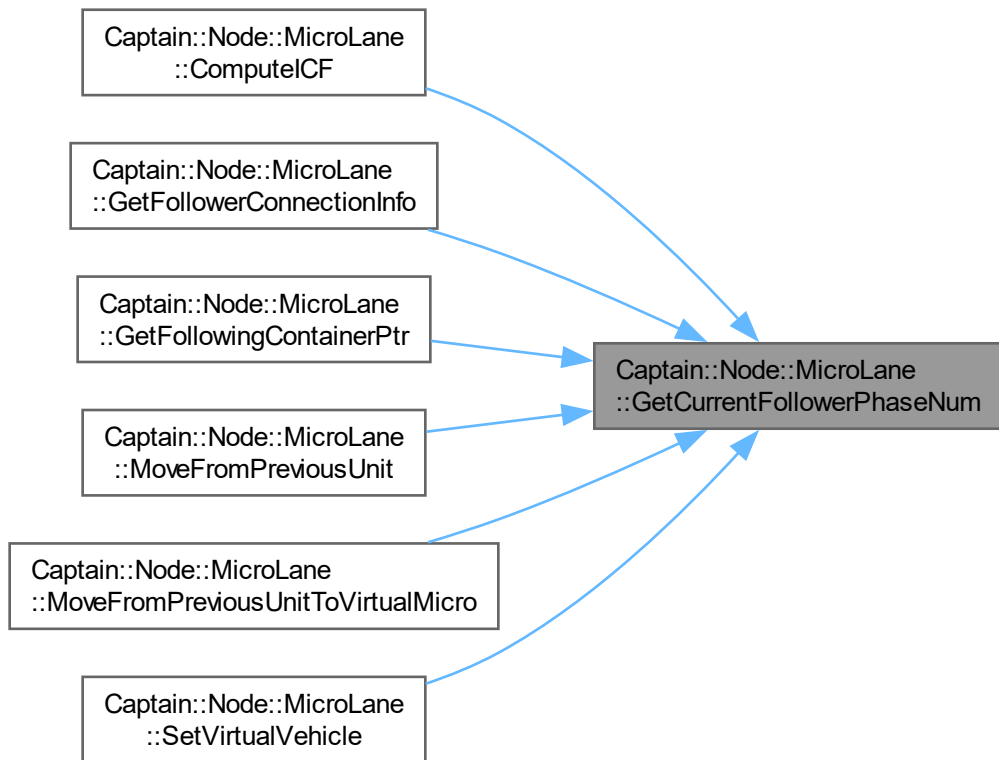 Captain::Node::MicroLane
::ComputeICF
Captain::Node::MicroLane
::GetFollowerConnectionInfo
Captain::Node::MicroLane
::GetFollowingContainerPtr
Captain::Node::MicroLane
::MoveFromPreviousUnit
Captain::Node::MicroLane
::MoveFromPreviousUnitToVirtualMicro
Captain::Node::MicroLane
::SetVirtualVehicle
Captain::Node::MicroLane
::GetCurrentFollowerPhaseNum